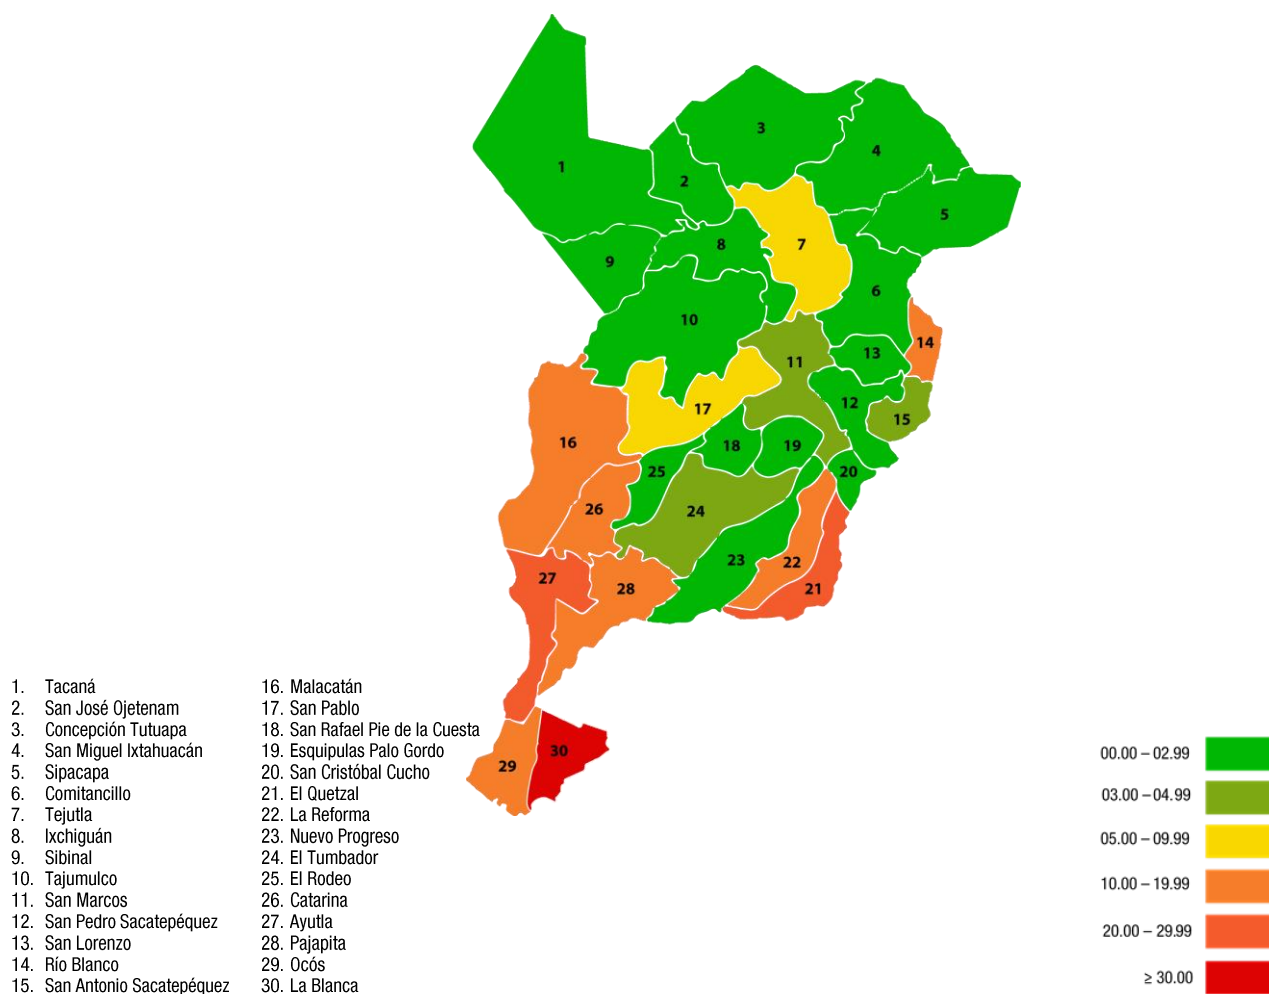 1
2
3
4
5
6
7
8
9
10
11
12
13
14
15
16
17
18
19
20
21
22
23
24
25
26
27
28
29
30
1. Tacaná
2. San José Ojetenam
3. Concepción Tutuapa
4. San Miguel Ixtahuacán
5. Sipacapa
6. Comitancillo
7. Tejutla
8. Ixchiguán
9. Sibinal
10. Tajumulco
11. San Marcos
12. San Pedro Sacatepéquez
13. San Lorenzo
14. Río Blanco
15. San Antonio Sacatepéquez
16. Malacatán
17. San Pablo
18. San Rafael Pie de la Cuesta
19. Esquipulas Palo Gordo
20. San Cristóbal Cucho
21. El Quetzal
22. La Reforma
23. Nuevo Progreso
24. El Tumbador
25. El Rodeo
26. Catarina
27. Ayutla
28. Pajapita
29. Ocós
30. La Blanca
00.00 – 02.99
03.00 – 04.99
05.00 – 09.99
10.00 – 19.99
20.00 – 29.99
≥ 30.00